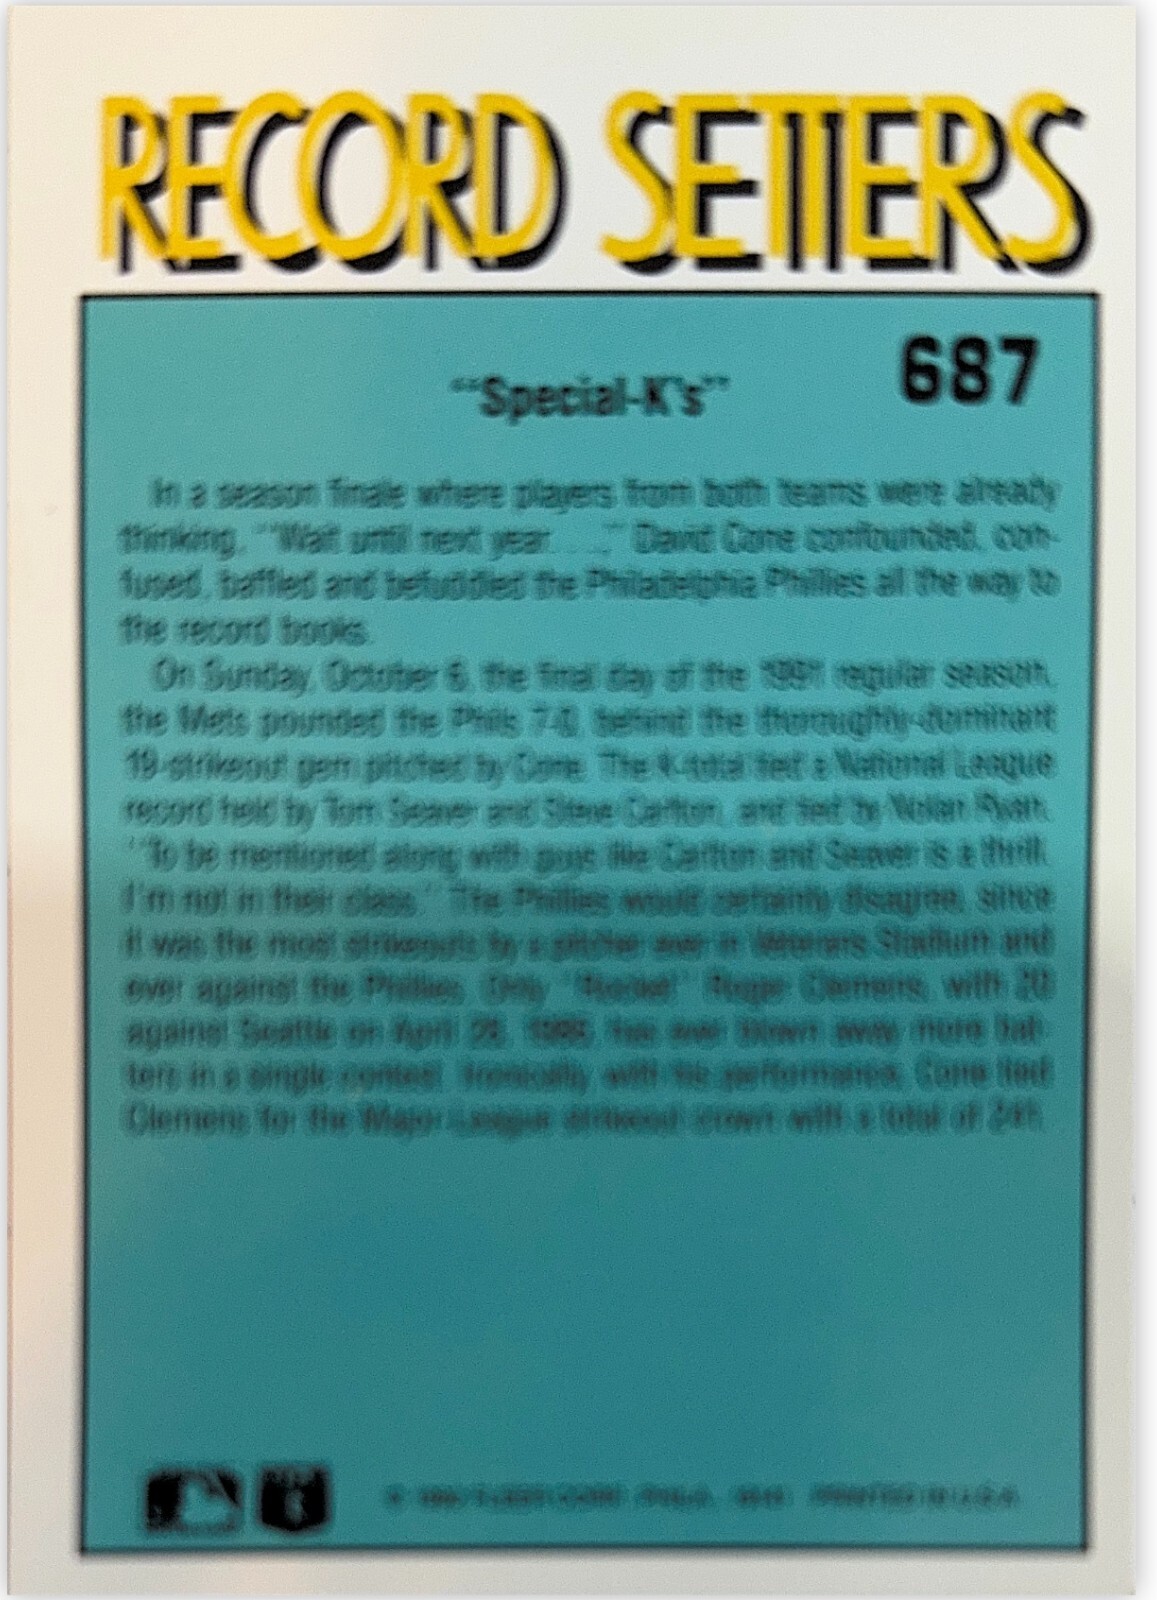 RECORD SETTERS
687
"Special-K's"
In a season finale where players from both teams were already
thinking, "Wait until next year. . . .," David Cone confounded, con-
fused, baffled and befuddled the Philadelphia Phillies all the way to
the record books.
On Sunday, October 6, the final day of the 1991 regular season,
the Mets pounded the Phils 7-0, behind the thoroughly-dominant
19-strikeout gem pitched by Cone. The K-total tied a National League
record held by Tom Seaver and Steve Carlton, and tied by Nolan Ryan.
"To be mentioned along with guys like Carlton and Seaver is a thrill.
I'm not in their class." The Phillies would certainly disagree, since
it was the most strikeouts by a pitcher ever in Veterans Stadium and
ever against the Phillies. Only "Rocket" Roger Clemens, with 20
against Seattle on April 29, 1986, has ever blown away more bat-
ters in a single contest. Ironically, with his performance, Cone tied
Clemens for the Major League strikeout crown with a total of 241.
PRINTED IN U.S.A.